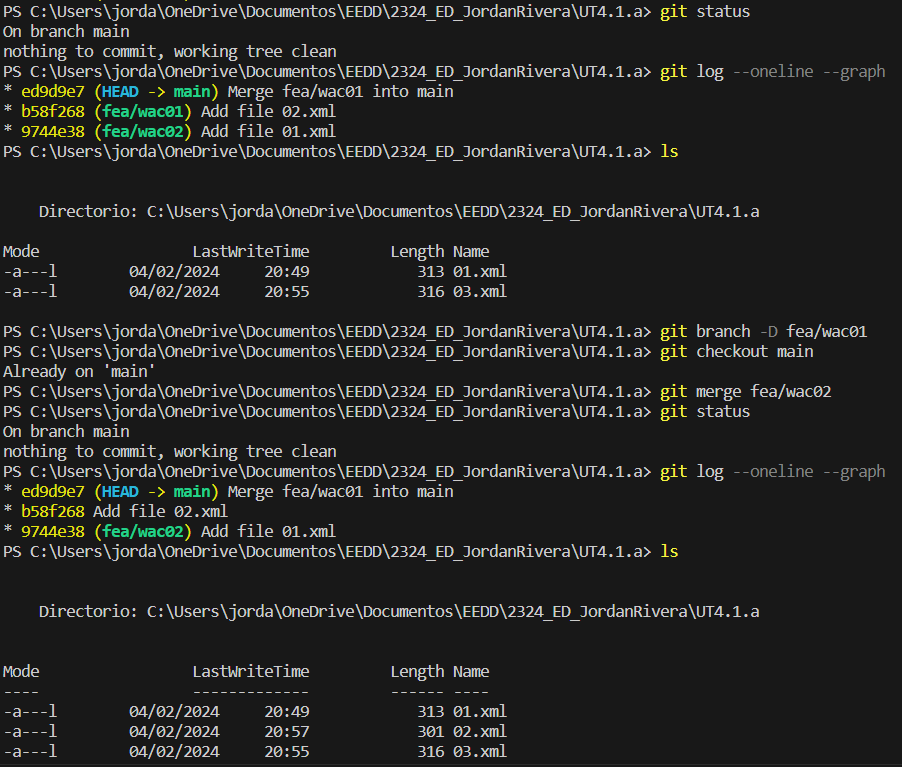 PS C:\Users\jorda\OneDrive\Documentos\EEDD\2324_ED_JordanRivera\UT4.1.a> git status
On branch main
nothing to commit, working tree clean
PS C:\Users\jorda\OneDrive\Documentos\EEDD\2324_ED_JordanRivera\UT4.1.a> git log --oneline --graph
* ed9d9e7 (HEAD -> main) Merge fea/wac01 into main
* b58f268 (fea/wac01) Add file 02.xml
* 9744e38 (fea/wac02) Add file 01.xml
PS C:\Users\jorda\OneDrive\Documentos\EEDD\2324_ED_JordanRivera\UT4.1.a> ls
Directorio: C:\Users\jorda\OneDrive\Documentos\EEDD\2324_ED_JordanRivera\UT4.1.a
Mode LastWriteTime Length Name
-a---l 04/02/2024 20:49 313 01.xml
-a---l 04/02/2024 20:55 316 03.xml
PS C:\Users\jorda\OneDrive\Documentos\EEDD\2324_ED_JordanRivera\UT4.1.a> git branch -D fea/wac01
PS C:\Users\jorda\OneDrive\Documentos\EEDD\2324_ED_JordanRivera\UT4.1.a> git checkout main
Already on 'main'
PS C:\Users\jorda\OneDrive\Documentos\EEDD\2324_ED_JordanRivera\UT4.1.a> git merge fea/wac02
PS C:\Users\jorda\OneDrive\Documentos\EEDD\2324_ED_JordanRivera\UT4.1.a> git status
On branch main
nothing to commit, working tree clean
PS C:\Users\jorda\OneDrive\Documentos\EEDD\2324_ED_JordanRivera\UT4.1.a> git log --oneline --graph
* ed9d9e7 (HEAD -> main) Merge fea/wac01 into main
* b58f268 Add file 02.xml
* 9744e38 (fea/wac02) Add file 01.xml
PS C:\Users\jorda\OneDrive\Documentos\EEDD\2324_ED_JordanRivera\UT4.1.a> ls
Directorio: C:\Users\jorda\OneDrive\Documentos\EEDD\2324_ED_JordanRivera\UT4.1.a
Mode LastWriteTime Length Name
---- ------------- ------ ----
-a---l 04/02/2024 20:49 313 01.xml
-a---l 04/02/2024 20:57 301 02.xml
-a---l 04/02/2024 20:55 316 03.xml